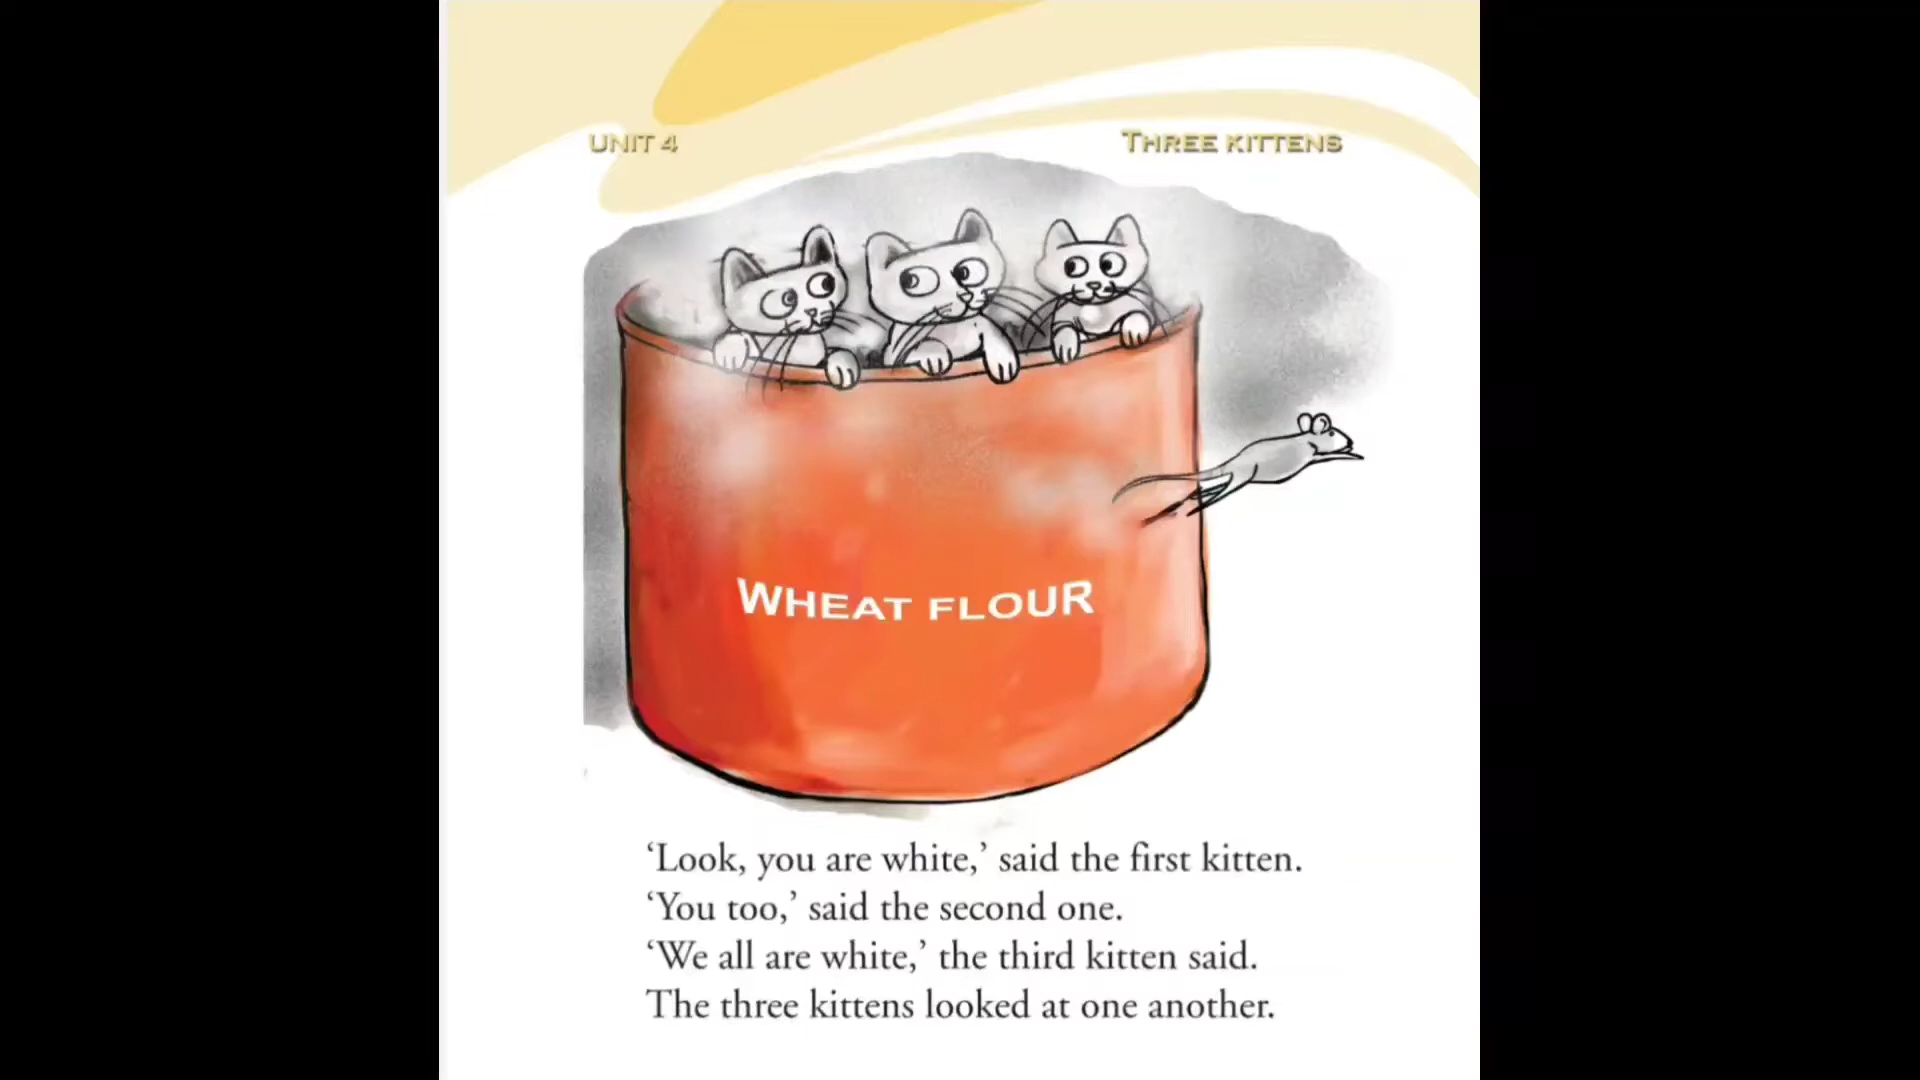 UNIT 4
THREE KITTENS
WHEAT FLOUR
‘Look, you are white,’ said the first kitten.
‘You too,’ said the second one.
‘We all are white,’ the third kitten said.
The three kittens looked at one another.